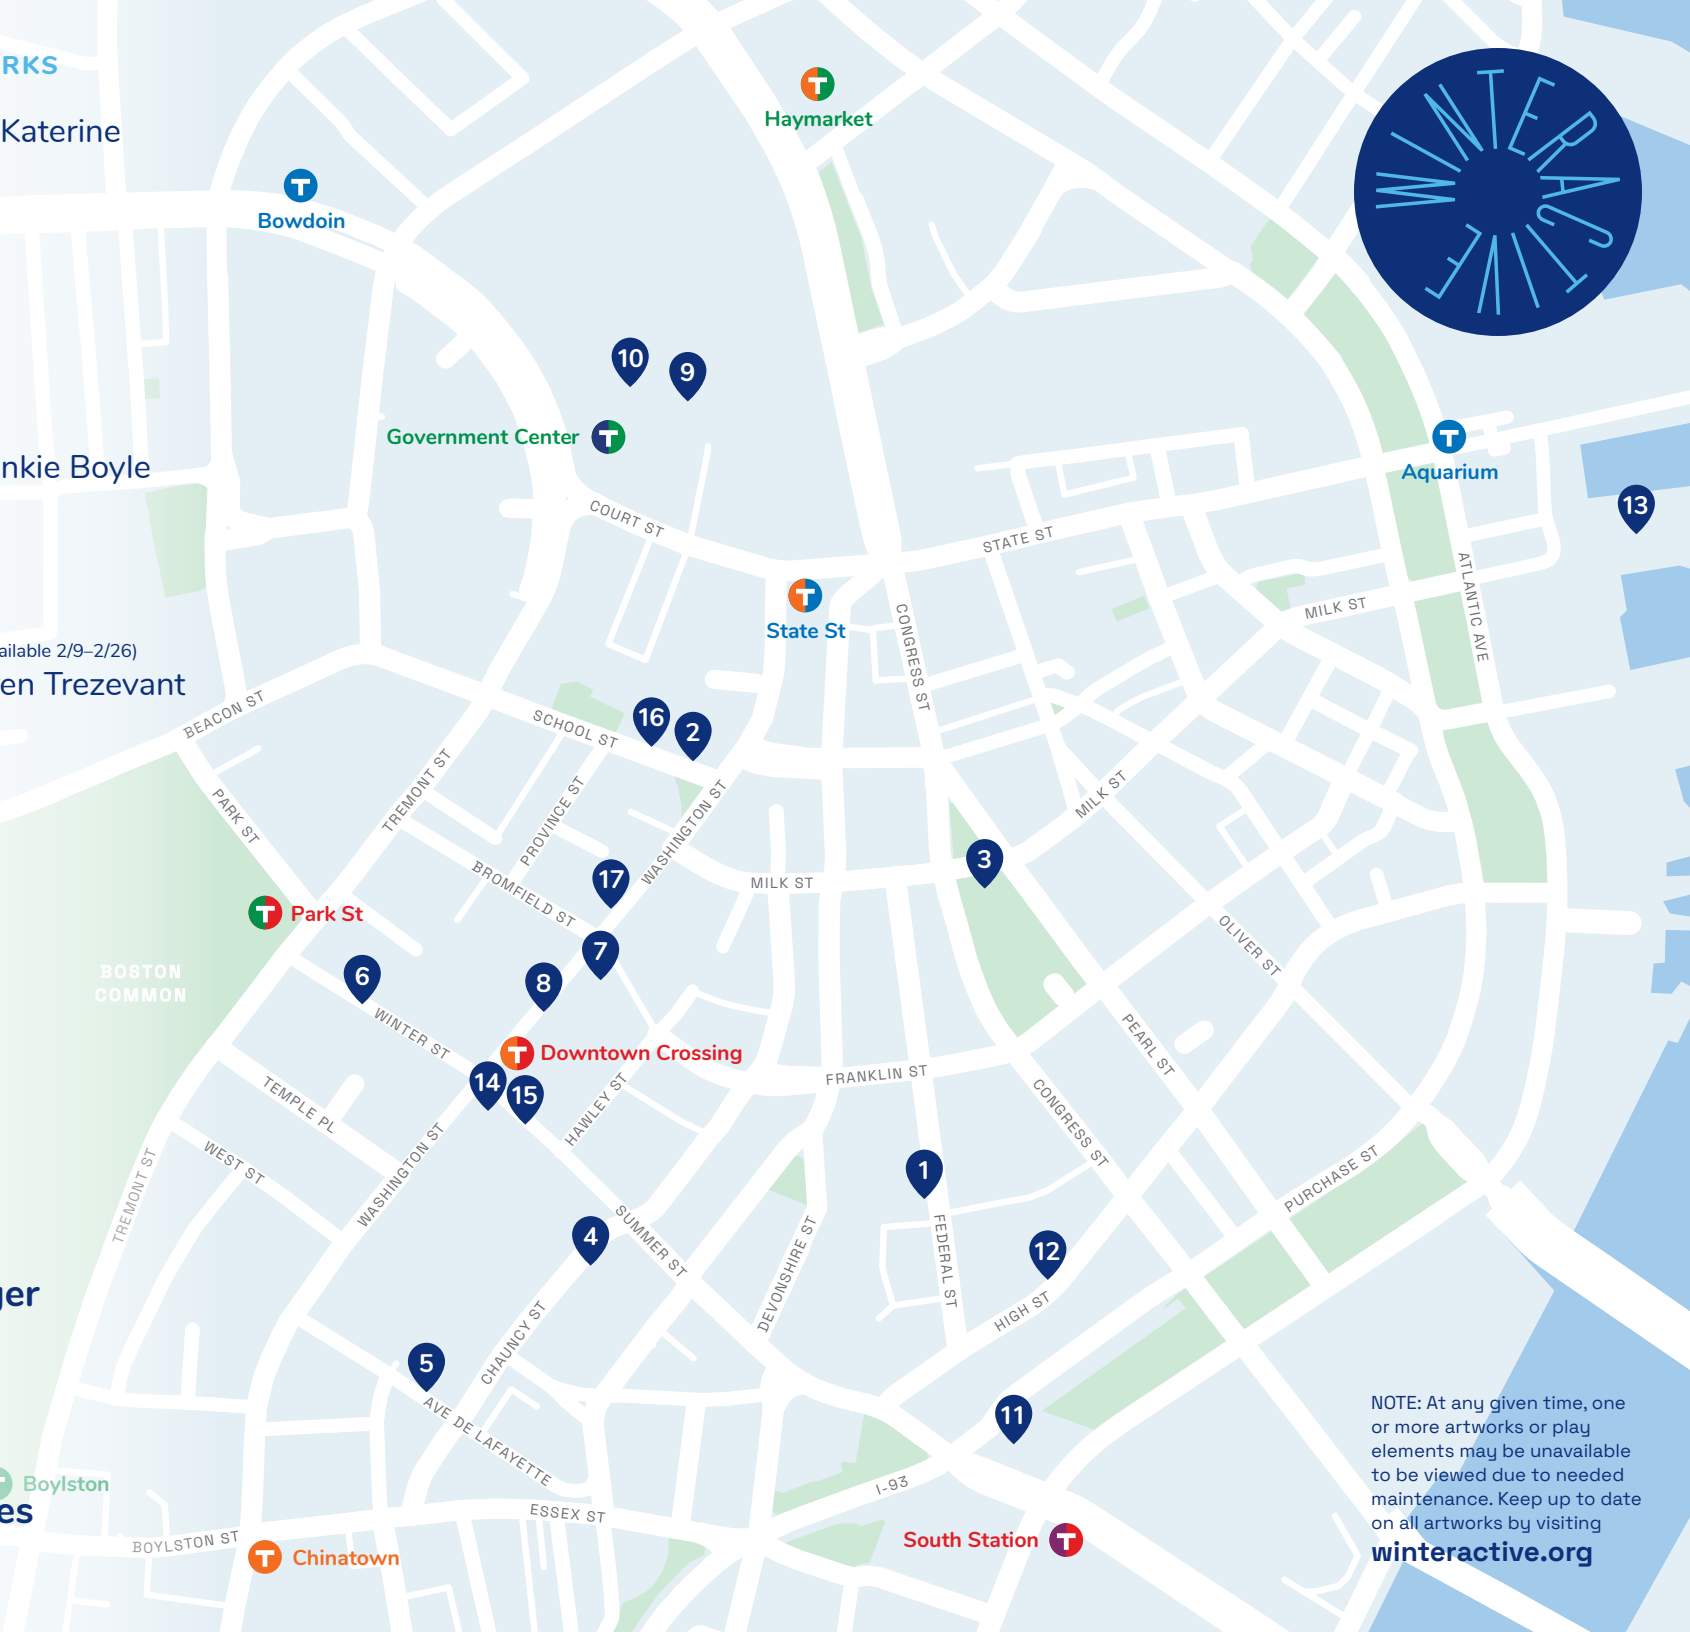 RKS
Katerine
Haymarket
WINTERACTIVE
Bowdoin
10
9
Government Center
nkie Boyle
Aquarium
13
COURT ST
STATE ST
ATLANTIC AVE
MILK ST
State St
CONGRESS ST
ailable 2/9–2/26)
en Trezevant
BEACON ST
SCHOOL ST
16
2
TREMONT ST
PARK ST
PROVINCE ST
WASHINGTON ST
MILK ST
BROMFIELD ST
17
MILK ST
3
Park St
7
OLIVER ST
BOSTON
COMMON
6
8
WINTER ST
Downtown Crossing
PEARL ST
14
15
HAWLEY ST
FRANKLIN ST
CONGRESS ST
TEMPLE PL
WEST ST
WASHINGTON ST
TREMONT ST
1
PURCHASE ST
4
SUMMER ST
DEVONSHIRE ST
FEDERAL ST
12
HIGH ST
ger
CHAUNCY ST
5
AVE DE LAFAYETTE
11
I-93
Boylston
es
ESSEX ST
BOYLSTON ST
Chinatown
South Station
NOTE: At any given time, one
or more artworks or play
elements may be unavailable
to be viewed due to needed
maintenance. Keep up to date
on all artworks by visiting
winteractive.org